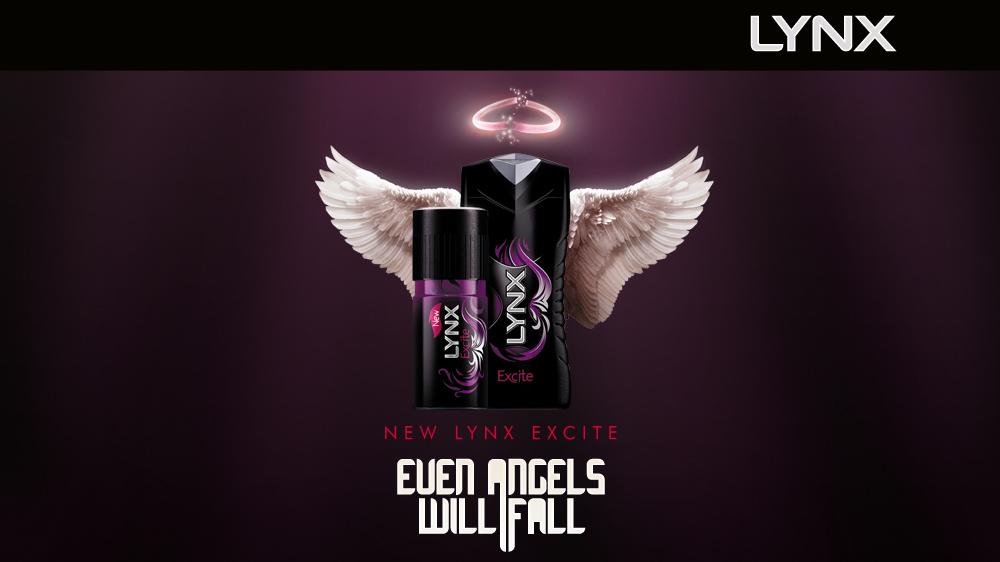 LYNX
New
LYNX
Excite
LYNX
Excite
NEW LYNX EXCITE
EVEN ANGELS
WILL FALL